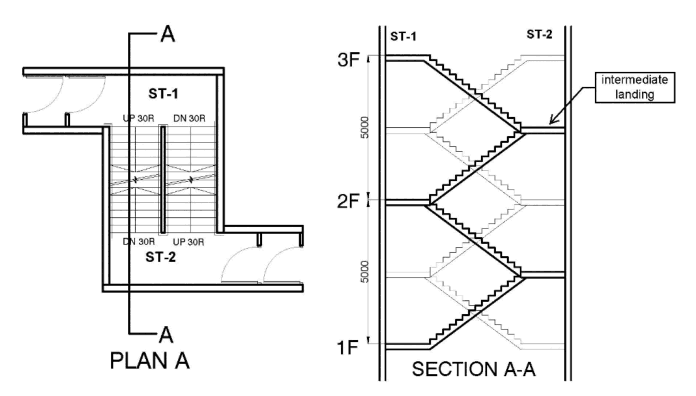 A
ST-1
UP 30R DN 30R
DN 30R UP 30R
ST-2
A
PLAN A
ST-1 ST-2
3F
intermediate
landing
5000
2F
5000
1F
SECTION A-A